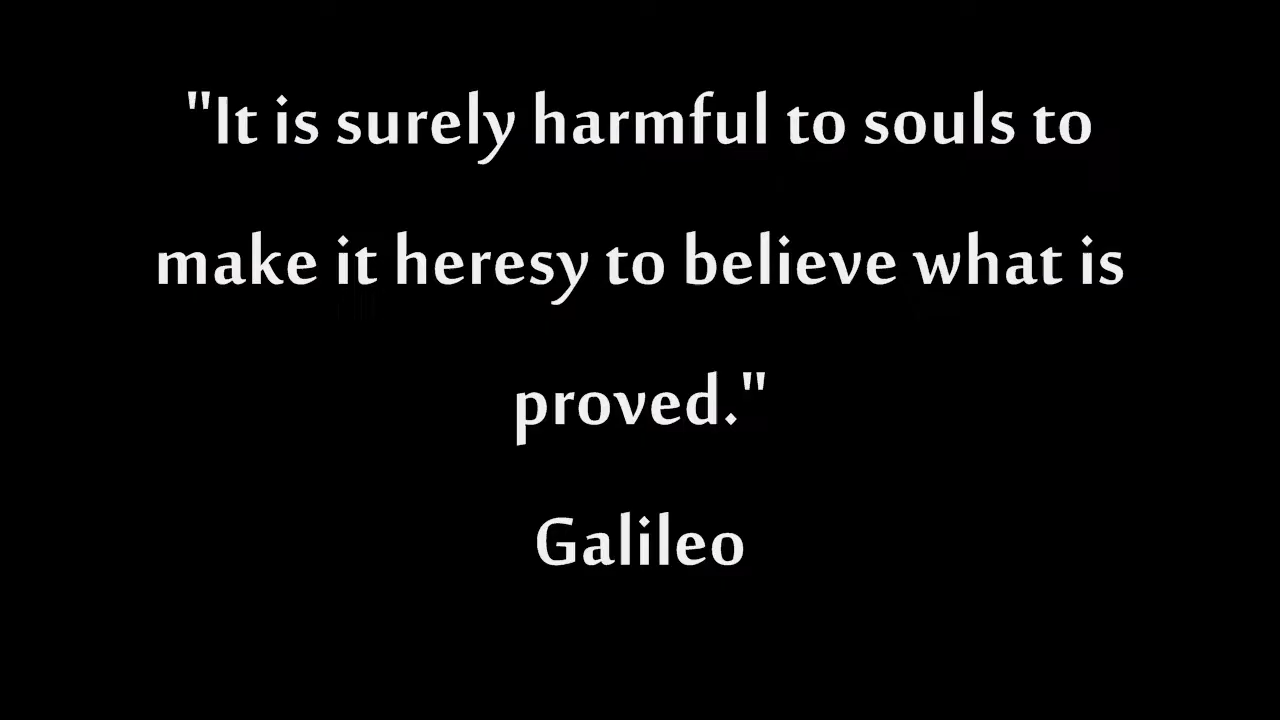 "It is surely harmful to souls to
make it heresy to believe what is
proved."
Galileo